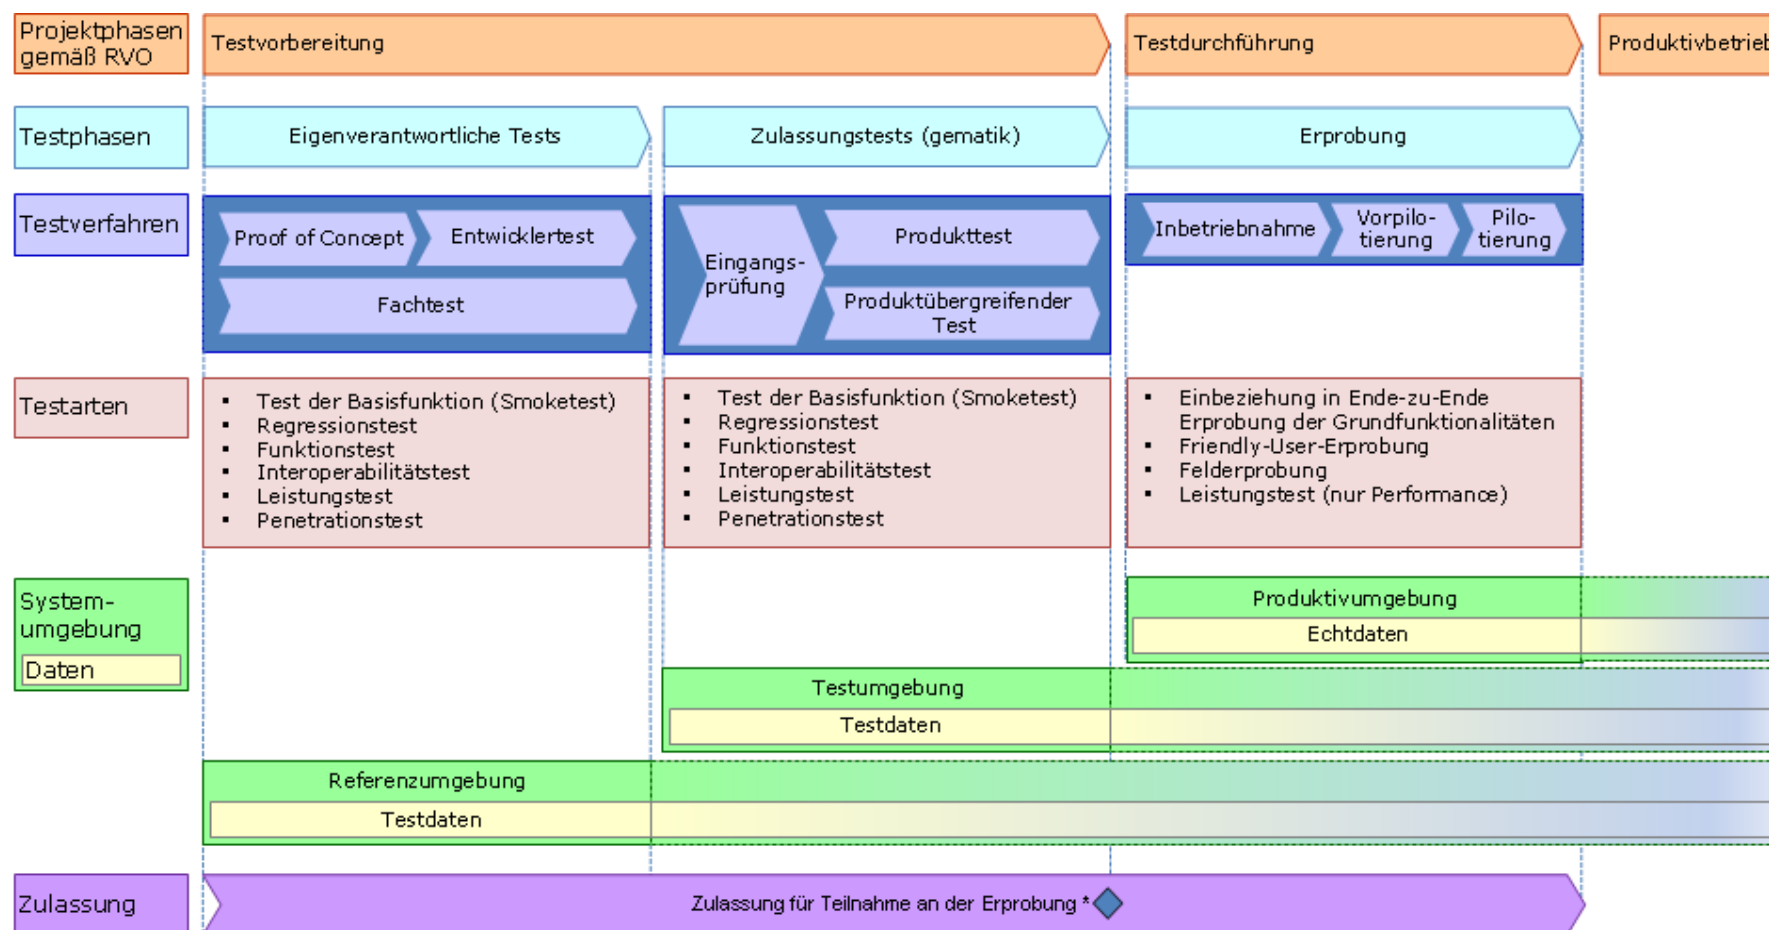 Projektphasen
gemäß RVO
Testvorbereitung
Testdurchführung
Produktivbetrieb
Testphasen
Eigenverantwortliche Tests
Zulassungstests (gematik)
Erprobung
Testverfahren
Proof of Concept
Entwicklertest
Fachtest
Eingangs-
prüfung
Produkttest
Produktübergreifender
Test
Inbetriebnahme
Vorpilo-
tierung
Pilo-
tierung
Testarten
▪ Test der Basisfunktion (Smoketest)
▪ Regressionstest
▪ Funktionstest
▪ Interoperabilitätstest
▪ Leistungstest
▪ Penetrationstest
▪ Test der Basisfunktion (Smoketest)
▪ Regressionstest
▪ Funktionstest
▪ Interoperabilitätstest
▪ Leistungstest
▪ Penetrationstest
▪ Einbeziehung in Ende-zu-Ende
Erprobung der Grundfunktionalitäten
▪ Friendly-User-Erprobung
▪ Felderprobung
▪ Leistungstest (nur Performance)
System-
umgebung
Daten
Produktivumgebung
Echtdaten
Testumgebung
Testdaten
Referenzumgebung
Testdaten
Zulassung
Zulassung für Teilnahme an der Erprobung *